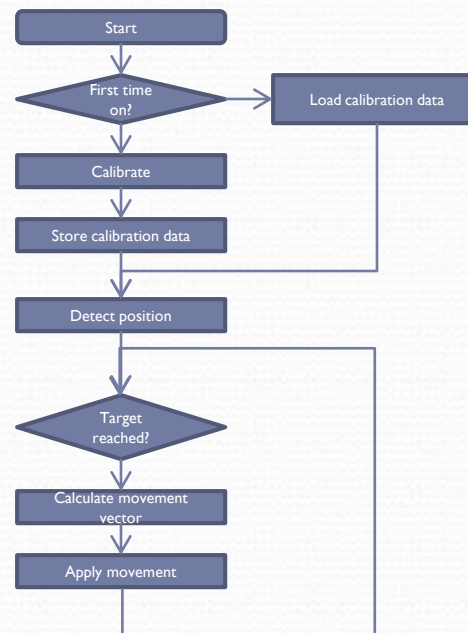 Start
First time
on?
Load calibration data
Calibrate
Store calibration data
Detect position
Target
reached?
Calculate movement
vector
Apply movement